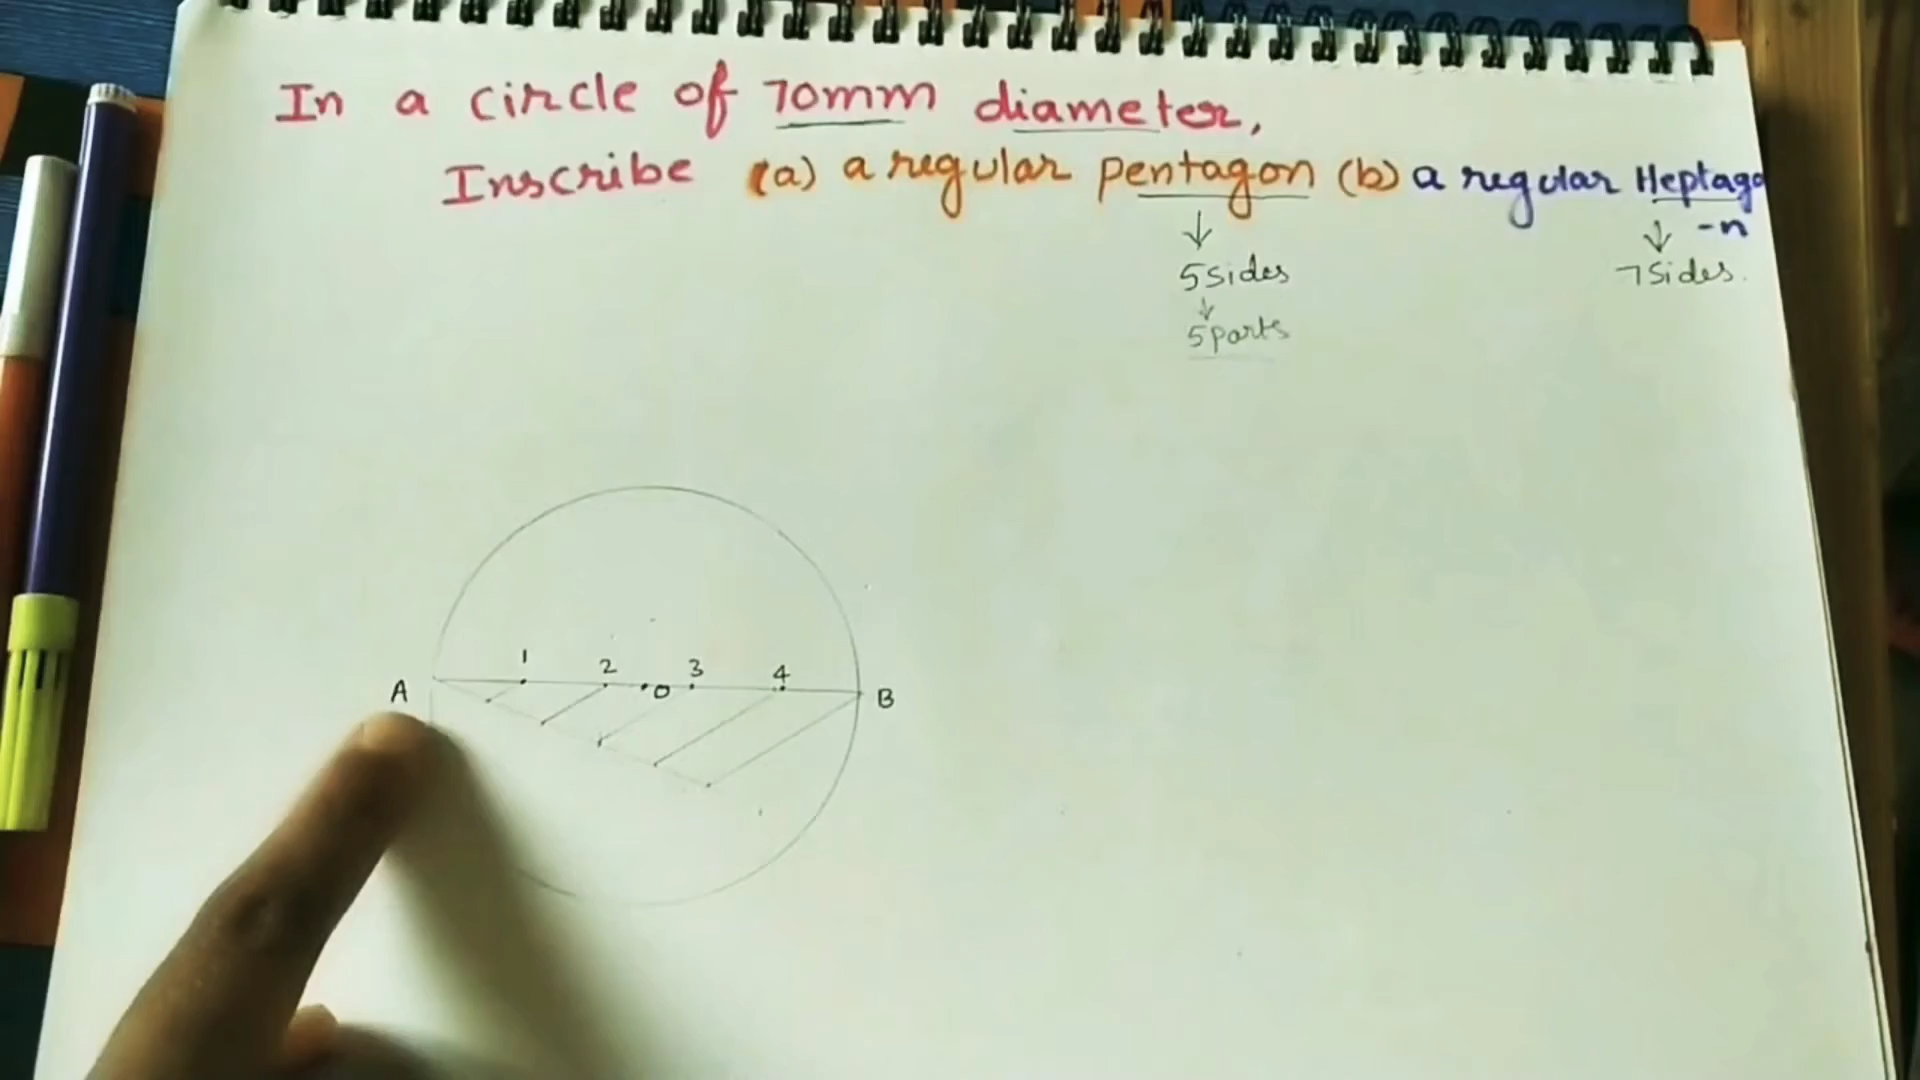 In a circle of 70mm diameter,
Inscribe (a) a regular pentagon (b) a regular Heptago
-n
↓ ↓
5 sides 7 sides.
↓
5 parts
1 2 3 4
A O B